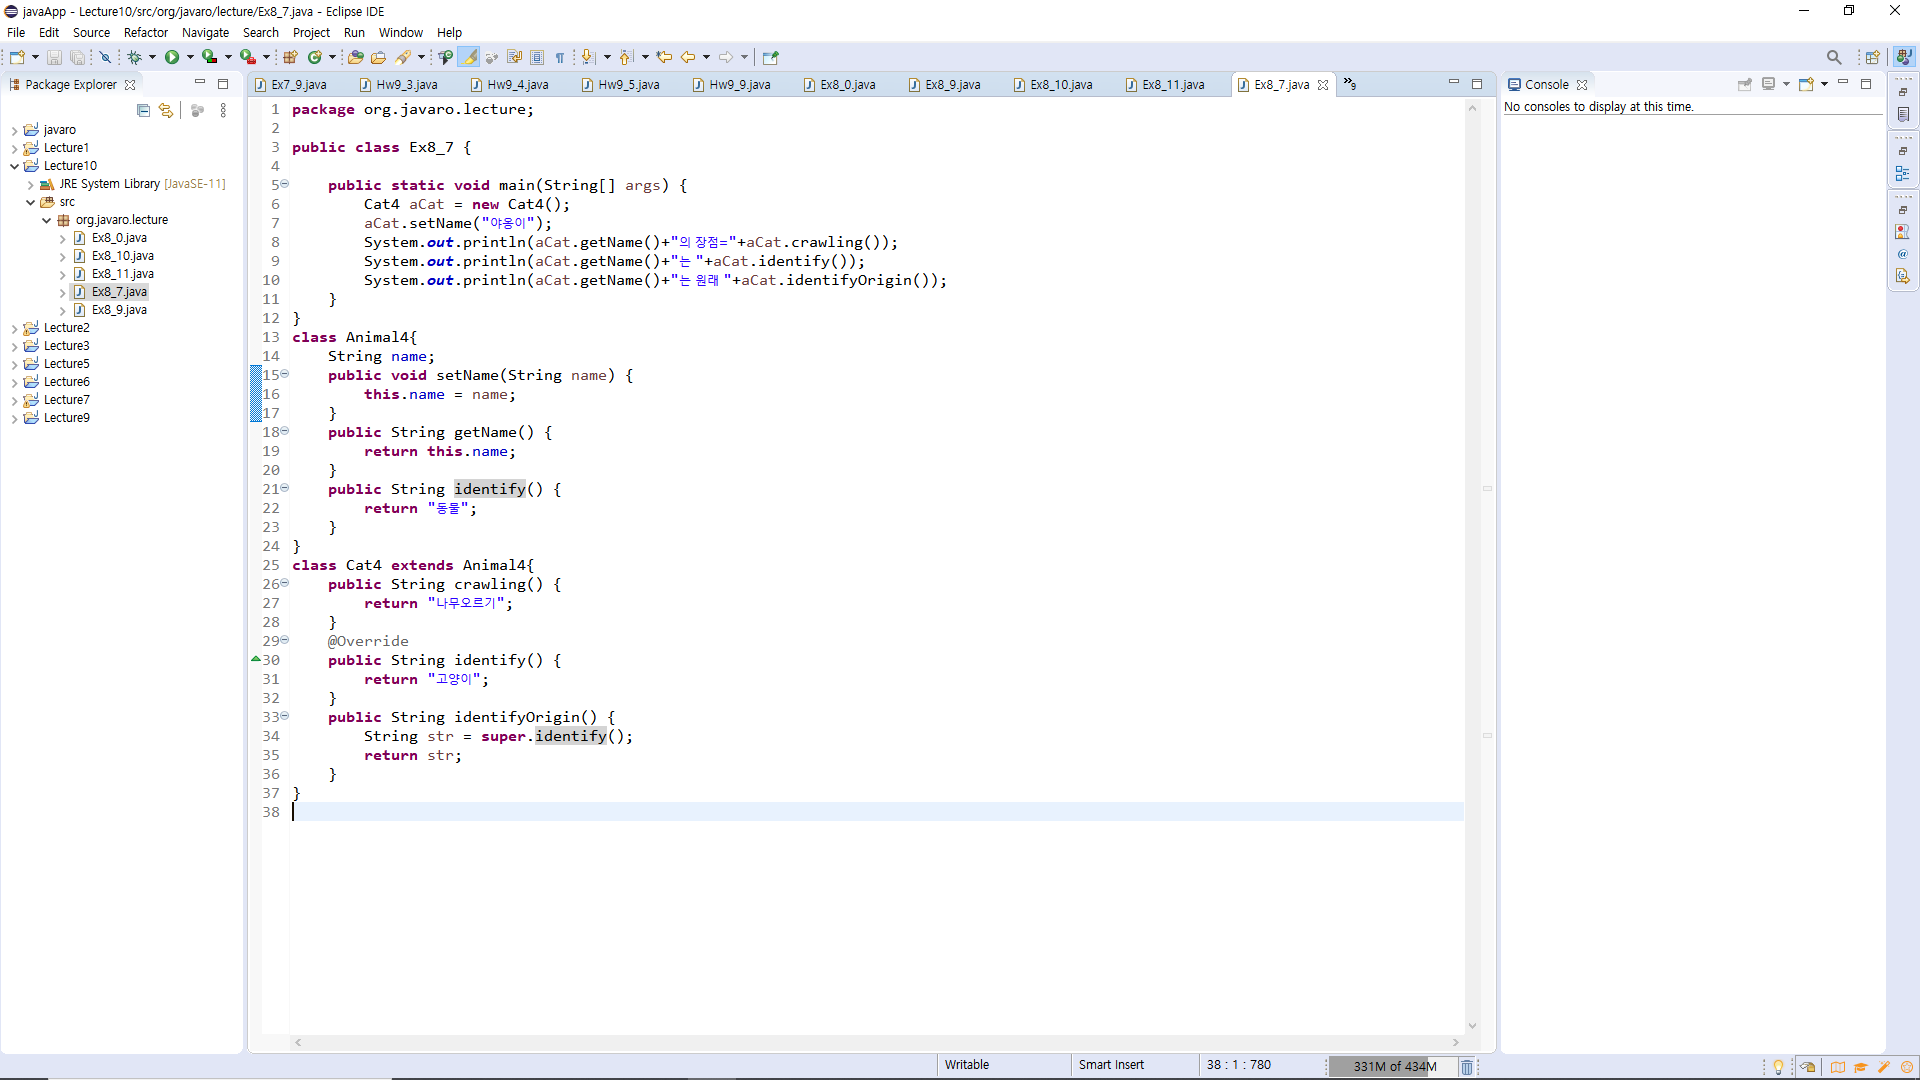 javaApp - Lecture10/src/org/javaro/lecture/Ex8_7.java - Eclipse IDE
File Edit Source Refactor Navigate Search Project Run Window Help
Package Explorer
javaro
Lecture1
Lecture10
JRE System Library [JavaSE-11]
src
org.javaro.lecture
Ex8_0.java
Ex8_10.java
Ex8_11.java
Ex8_7.java
Ex8_9.java
Lecture2
Lecture3
Lecture5
Lecture6
Lecture7
Lecture9
Ex7_9.java Hw9_3.java Hw9_4.java Hw9_5.java Hw9_9.java Ex8_0.java Ex8_9.java Ex8_10.java Ex8_11.java Ex8_7.java »9
1 package org.javaro.lecture;
2
3 public class Ex8_7 {
4
5 public static void main(String[] args) {
6 Cat4 aCat = new Cat4();
7 aCat.setName("야옹이");
8 System.out.println(aCat.getName()+"의 장점="+aCat.crawling());
9 System.out.println(aCat.getName()+"는 "+aCat.identify());
10 System.out.println(aCat.getName()+"는 원래 "+aCat.identifyOrigin());
11 }
12 }
13 class Animal4{
14 String name;
15 public void setName(String name) {
16 this.name = name;
17 }
18 public String getName() {
19 return this.name;
20 }
21 public String identify() {
22 return "동물";
23 }
24 }
25 class Cat4 extends Animal4{
26 public String crawling() {
27 return "나무오르기";
28 }
29 @Override
30 public String identify() {
31 return "고양이";
32 }
33 public String identifyOrigin() {
34 String str = super.identify();
35 return str;
36 }
37 }
38
Console
No consoles to display at this time.
Writable Smart Insert 38 : 1 : 780 331M of 434M